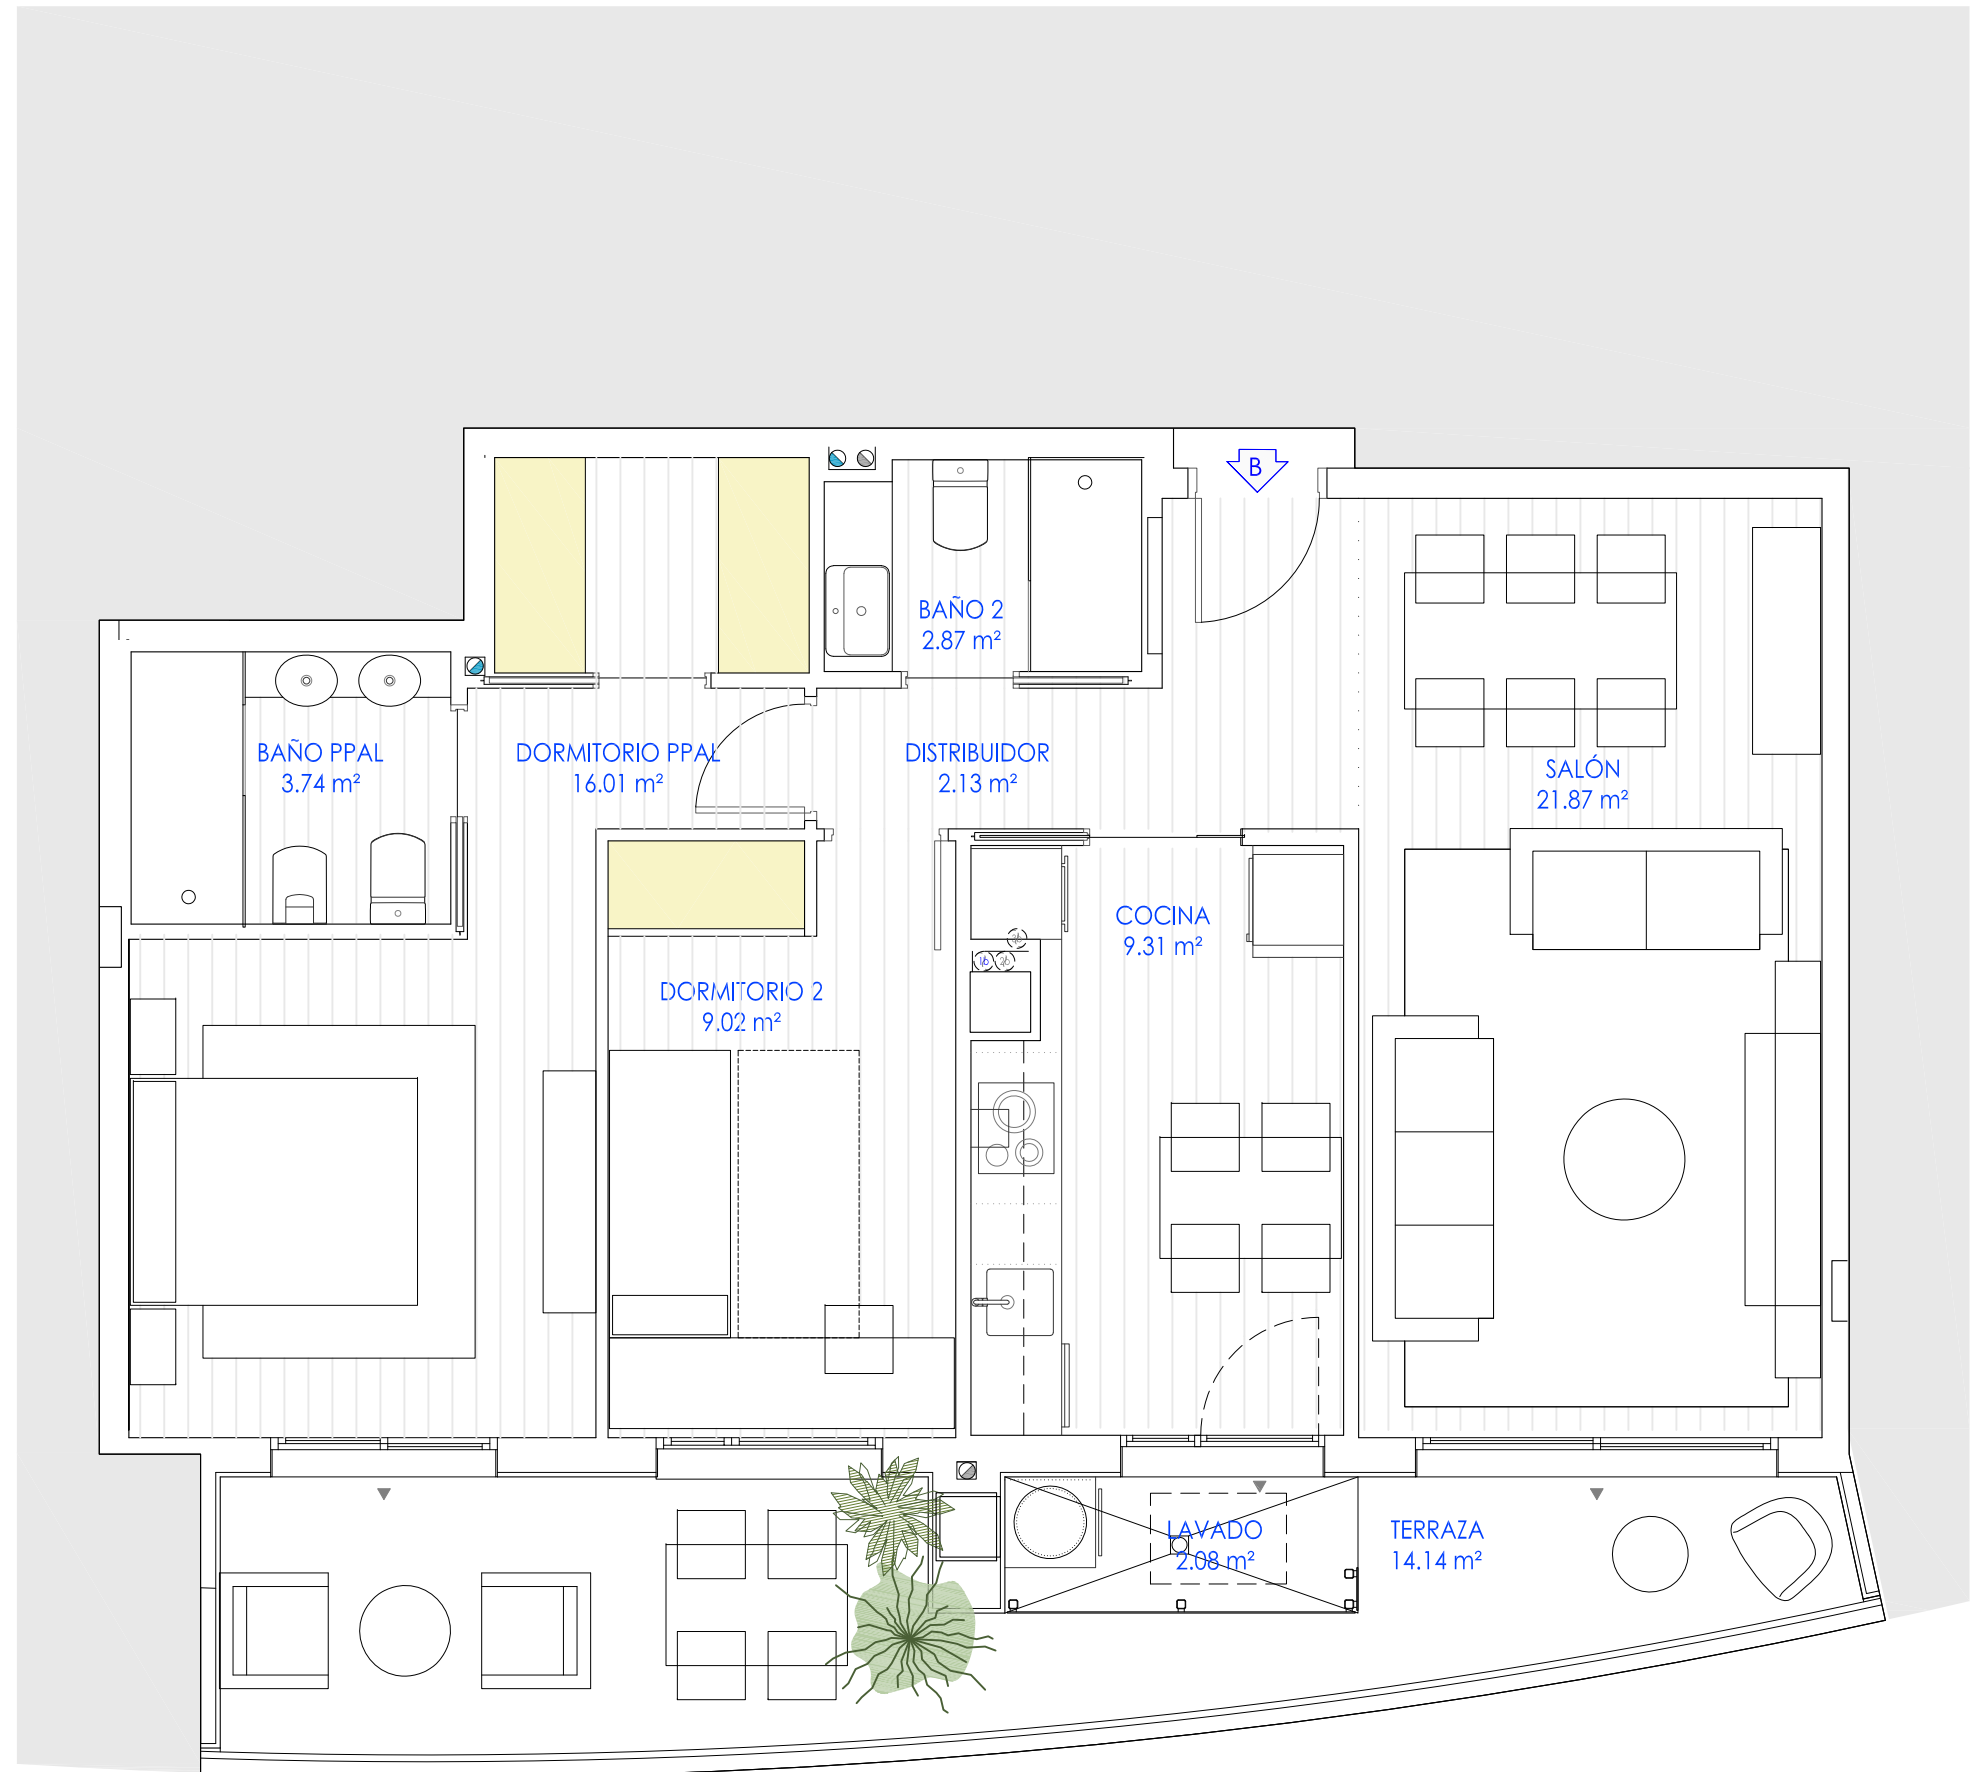 B
BAÑO 2
2.87 m²
BAÑO PPAL
3.74 m²
DORMITORIO PPAL
16.01 m²
DISTRIBUIDOR
2.13 m²
SALÓN
21.87 m²
COCINA
9.31 m²
DORMITORIO 2
9.02 m²
LAVADO
2.08 m²
TERRAZA
14.14 m²